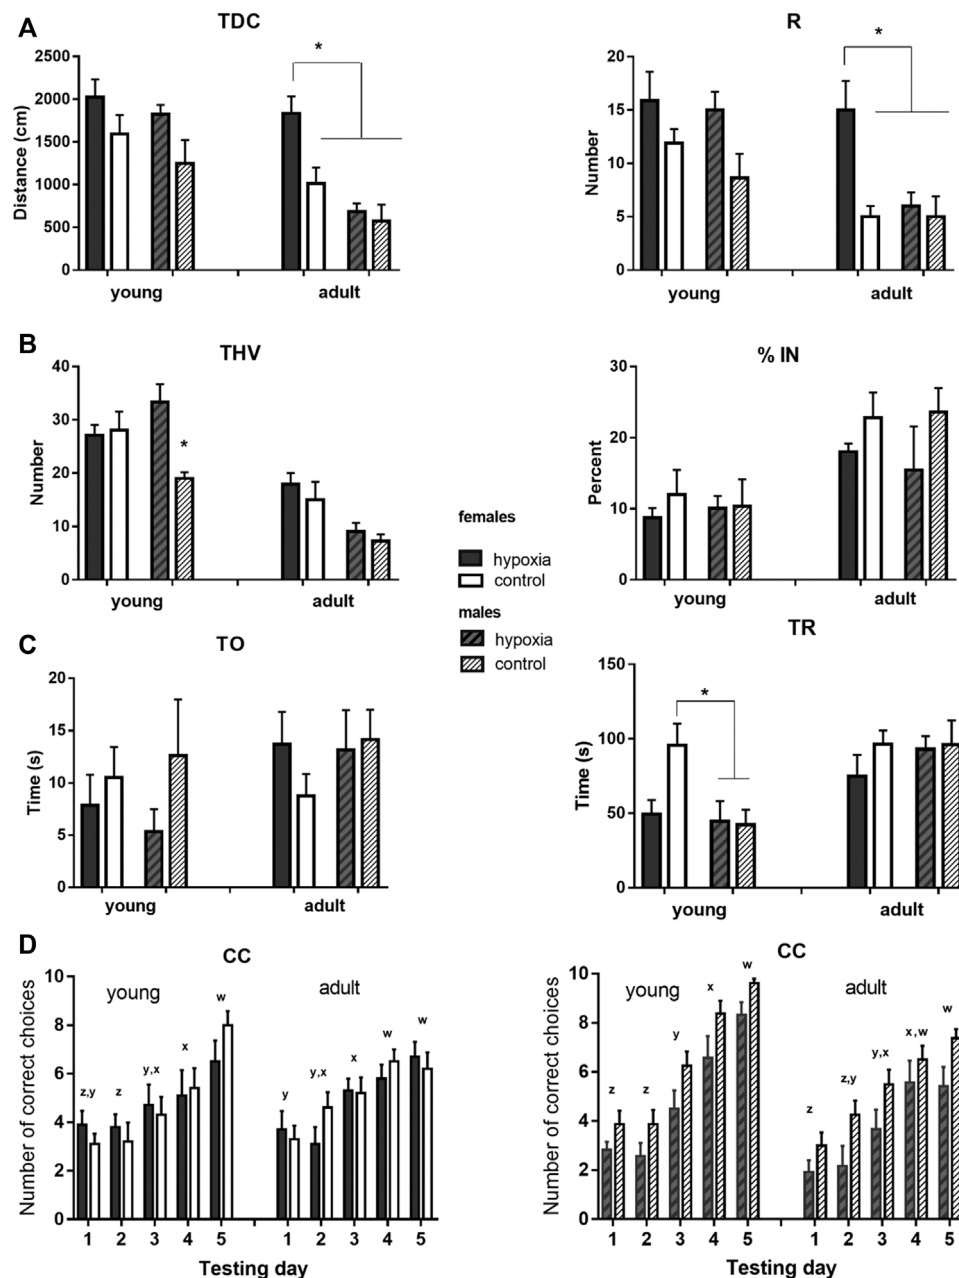 A
TDC
Distance (cm)
2500
2000
1500
1000
500
0
*
young
adult
R
Number
20
15
10
5
0
*
young
adult
B
THV
Number
40
30
20
10
0
*
young
adult
% IN
Percent
30
20
10
0
young
adult
females
hypoxia
control
males
hypoxia
control
C
TO
Time (s)
20
15
10
5
0
young
adult
TR
Time (s)
150
100
50
0
*
young
adult
D
CC
Number of correct choices
10
8
6
4
2
0
young
adult
z,y
z
y,x
x
w
y
y,x
x
w
w
1 2 3 4 5 1 2 3 4 5
Testing day
CC
Number of correct choices
10
8
6
4
2
0
young
adult
z
z
y
x
w
z
z,y
y,x
x,w
w
1 2 3 4 5 1 2 3 4 5
Testing day